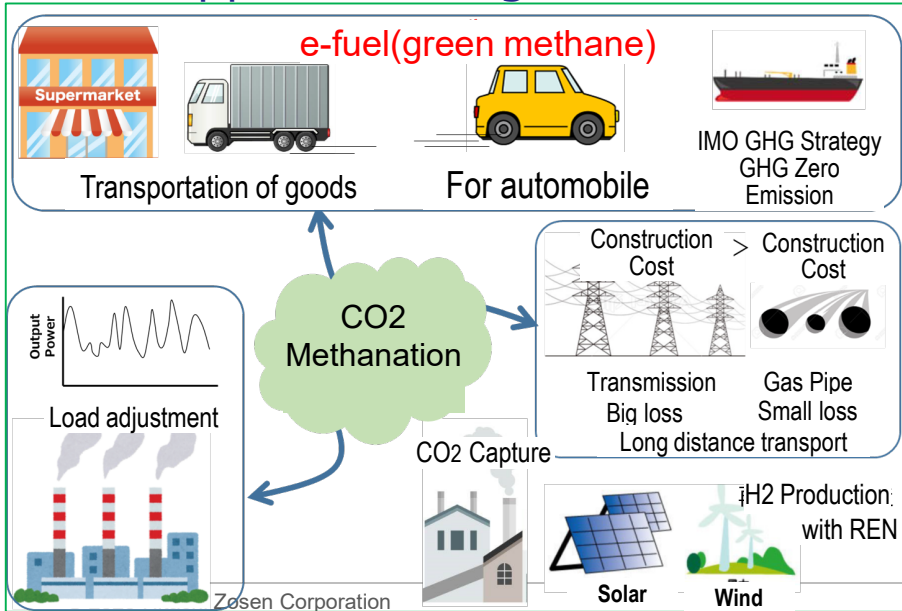 e-fuel(green methane)
Supermarket
Transportation of goods
For automobile
IMO GHG Strategy
GHG Zero
Emission
Construction
Cost
>
Construction
Cost
Transmission
Big loss
Gas Pipe
Small loss
Long distance transport
CO2
Methanation
Output
Power
Load adjustment
CO2 Capture
H2 Production
with REN
Solar
Wind
Zosen Corporation